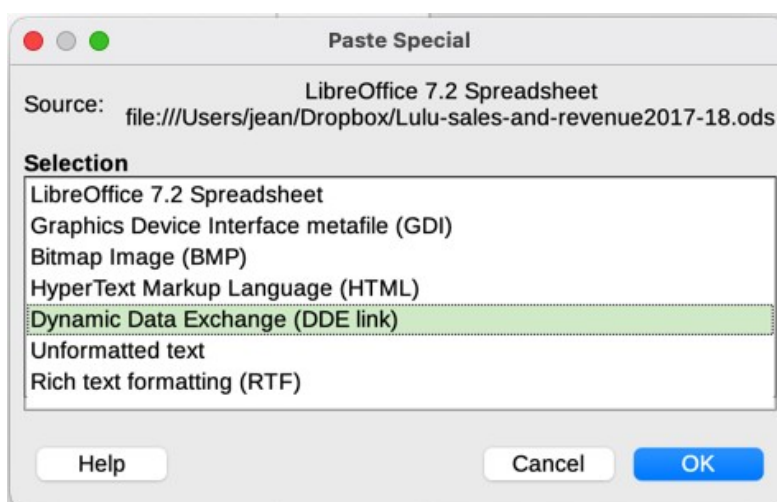 Paste Special
Source:
LibreOffice 7.2 Spreadsheet
file:///Users/jean/Dropbox/Lulu-sales-and-revenue2017-18.ods
Selection
LibreOffice 7.2 Spreadsheet
Graphics Device Interface metafile (GDI)
Bitmap Image (BMP)
HyperText Markup Language (HTML)
Dynamic Data Exchange (DDE link)
Unformatted text
Rich text formatting (RTF)
Help Cancel OK